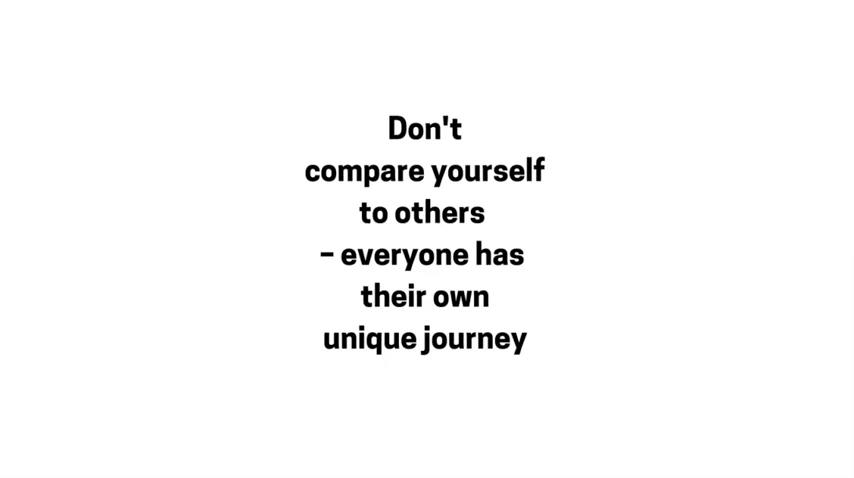 Don't
compare yourself
to others
– everyone has
their own
unique journey